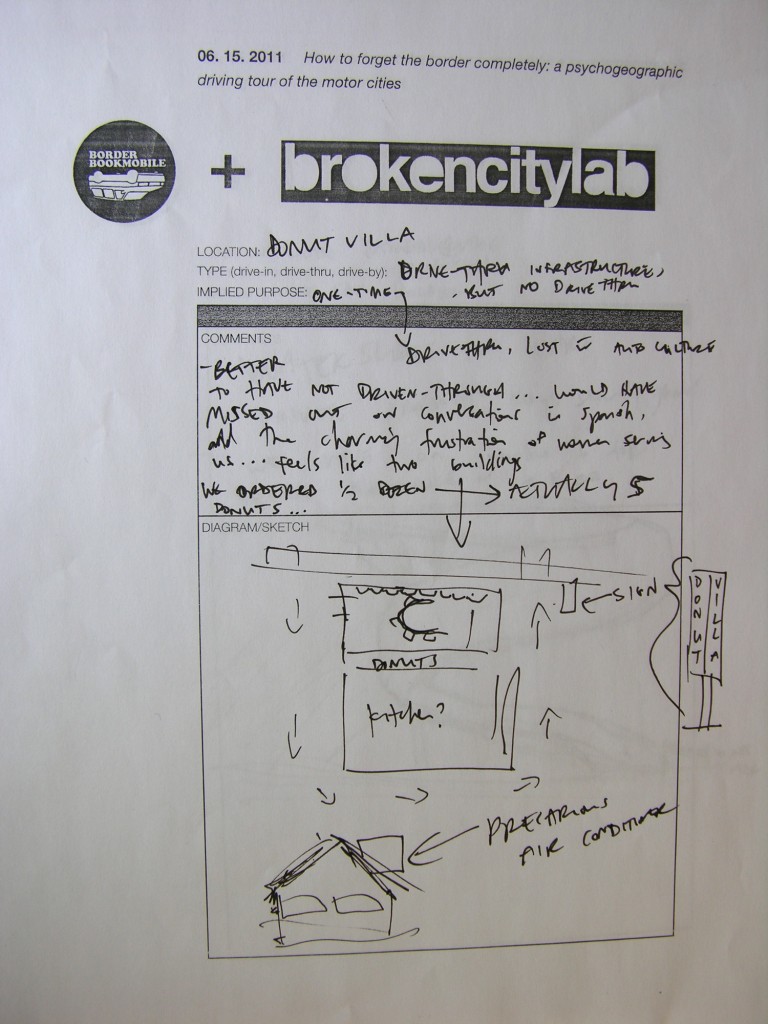 06. 15. 2011 How to forget the border completely: a psychogeographic
driving tour of the motor cities
BORDER
BOOKMOBILE
+
brokencitylab
LOCATION: DONUT VILLA
TYPE (drive-in, drive-thru, drive-by): DRIVE-THRU INFRASTRUCTURE,
IMPLIED PURPOSE: ONE-TIME BUT NO DRIVE THRU
COMMENTS
DRIVE-THRU, LOST IN AUTO CULTURE
- BETTER
TO HAVE NOT DRIVEN-THROUGH... WOULD HAVE
MISSED out on conversations in Spanish,
and the charming frustration of women serving
us... feels like two buildings
WE ORDERED 1/2 DOZEN → ACTUALLY 5
DONUTS...
DIAGRAM/SKETCH
SIGN
DONUT
VILLA
DONUTS
kitchen?
PRECARIOUS
AIR CONDITIONER